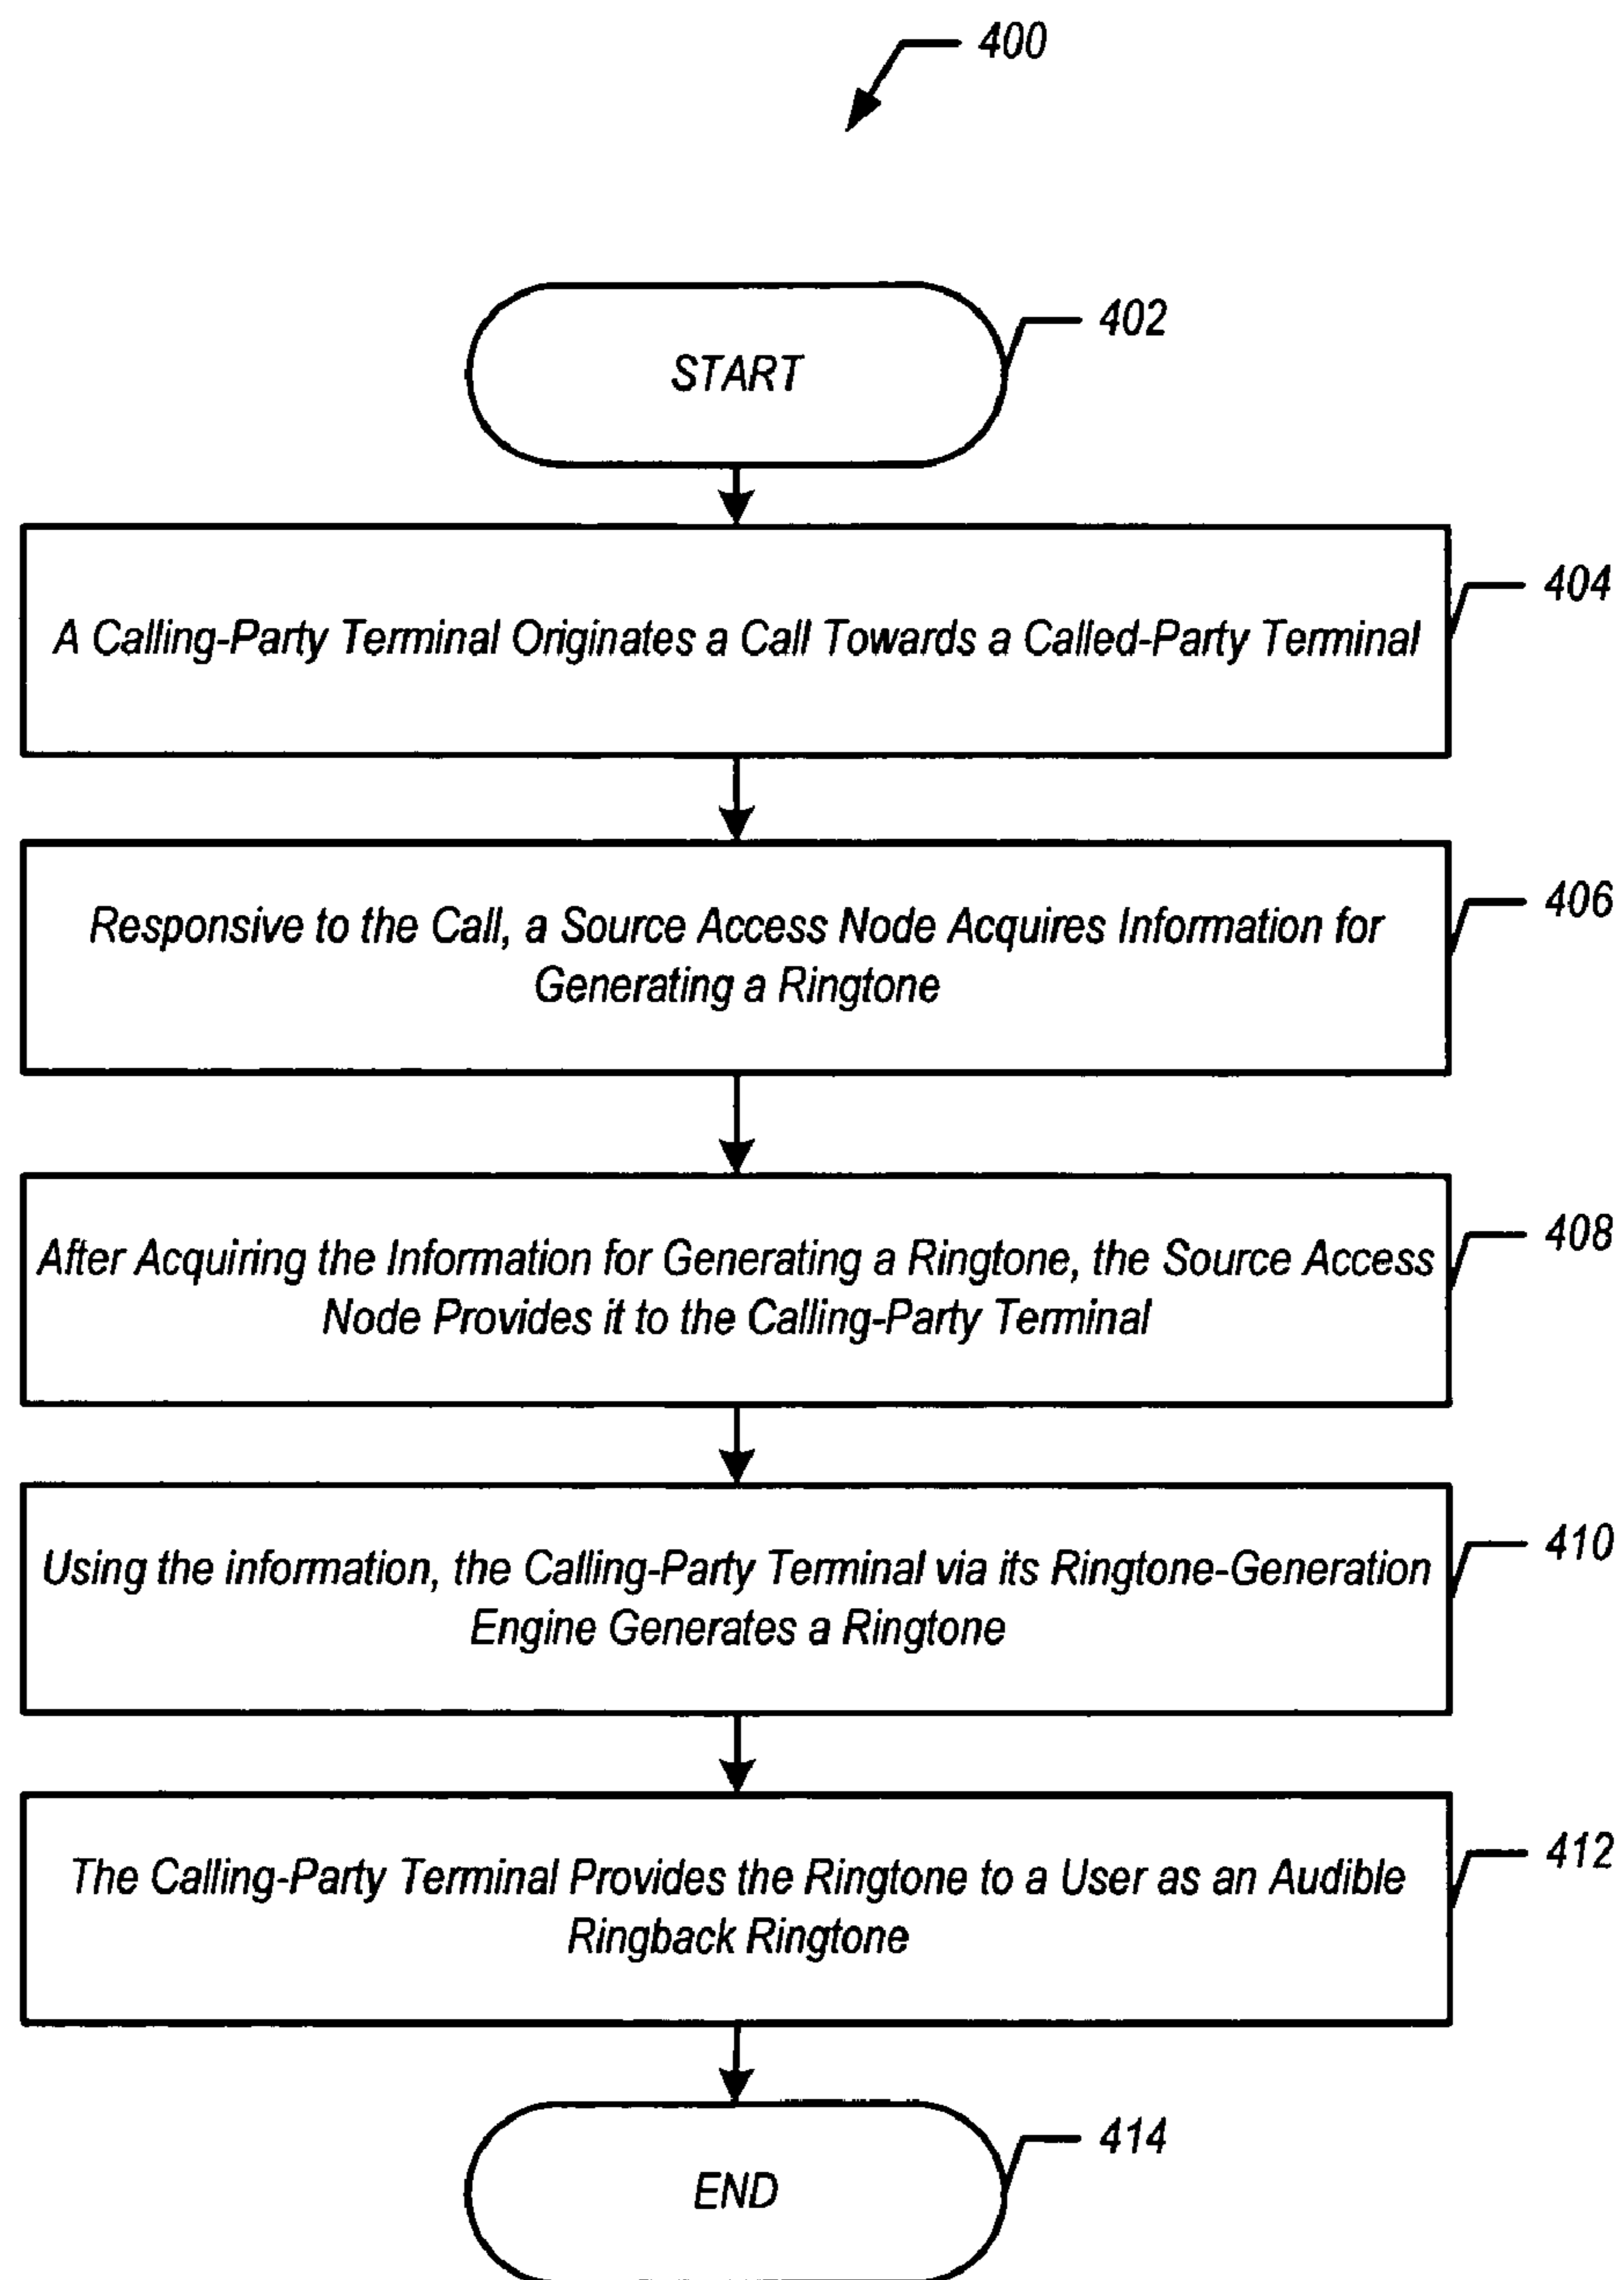 400
402
START
404
A Calling-Party Terminal Originates a Call Towards a Called-Party Terminal
406
Responsive to the Call, a Source Access Node Acquires Information for
Generating a Ringtone
408
After Acquiring the Information for Generating a Ringtone, the Source Access
Node Provides it to the Calling-Party Terminal
410
Using the information, the Calling-Party Terminal via its Ringtone-Generation
Engine Generates a Ringtone
412
The Calling-Party Terminal Provides the Ringtone to a User as an Audible
Ringback Ringtone
414
END